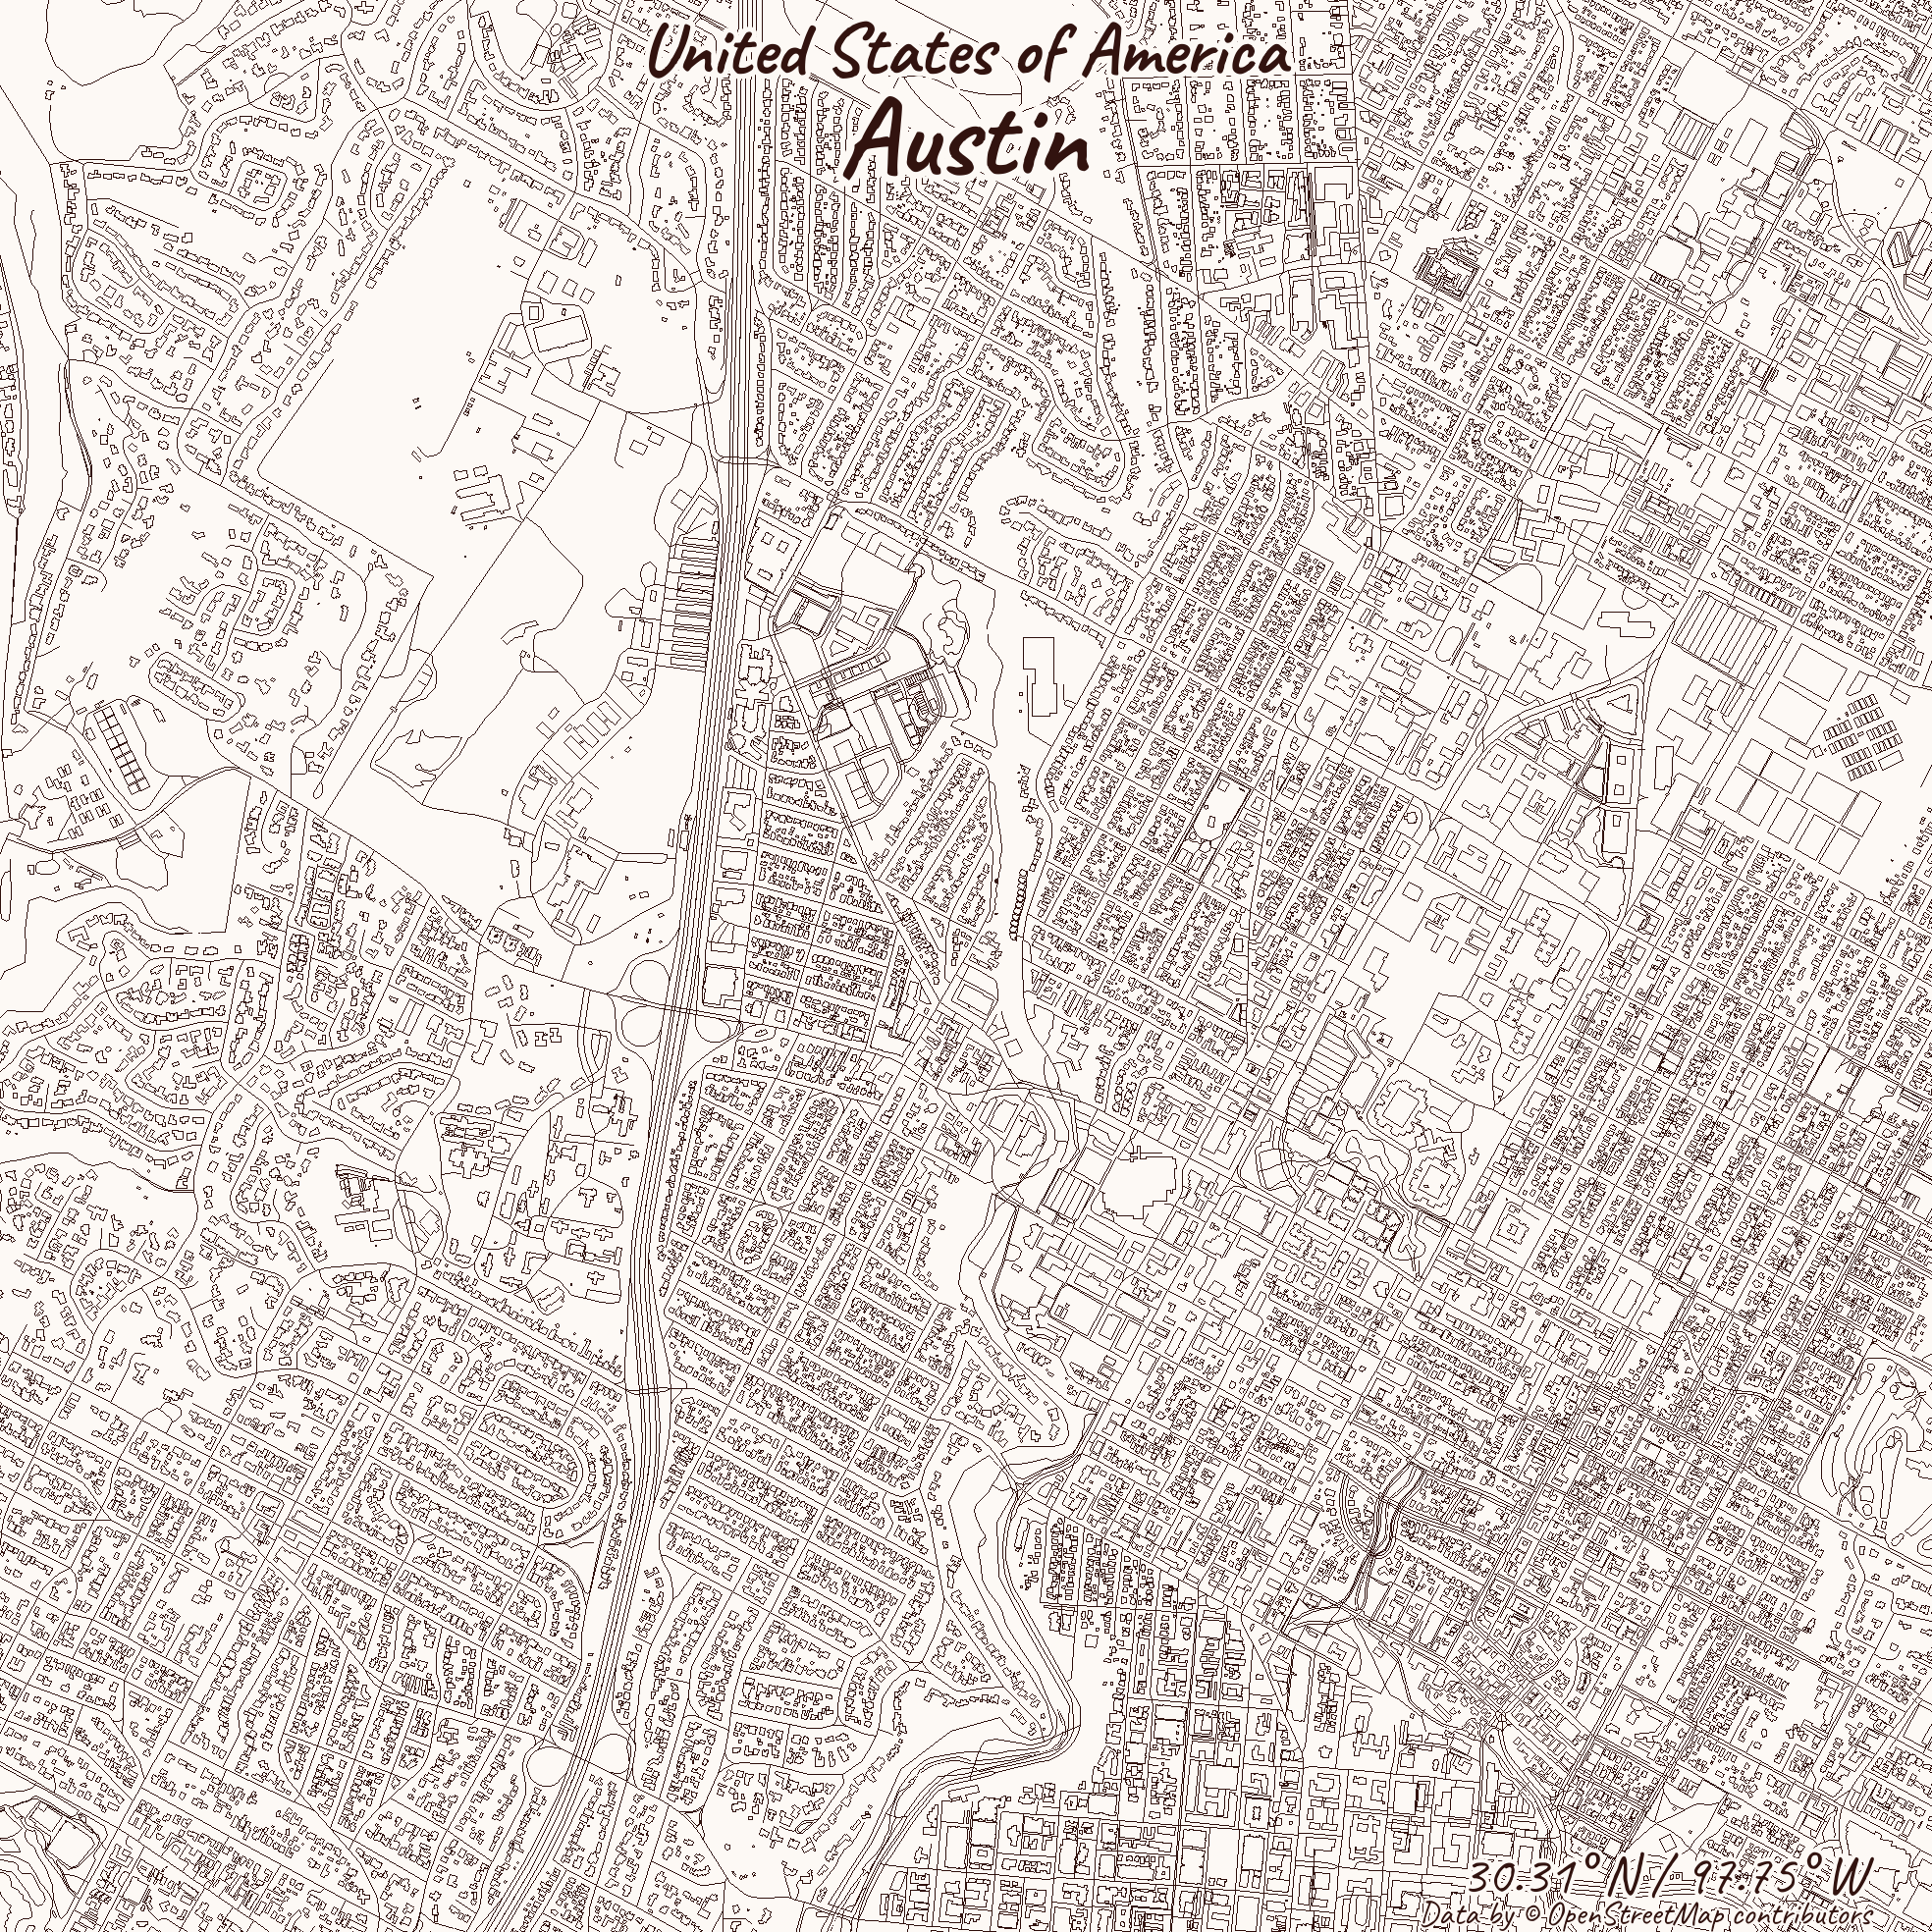 United States of America
Austin
30.31° N / 97.75° W
Data by © OpenStreetMap contributors